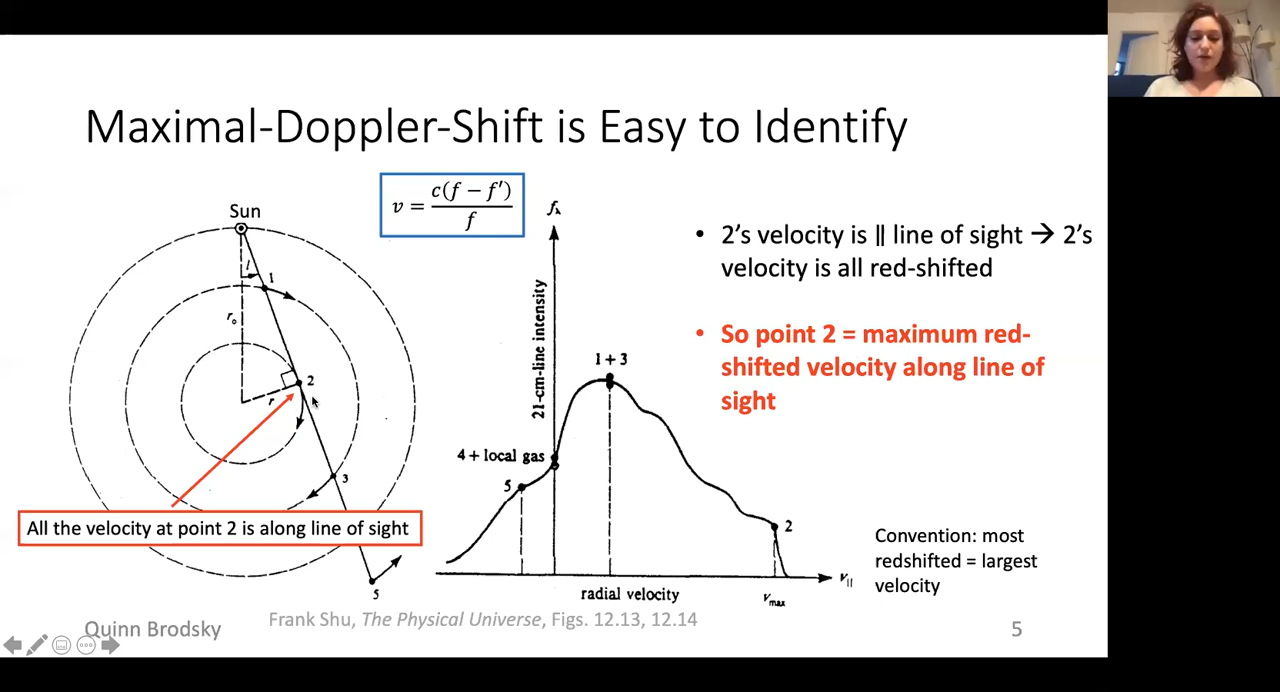 Maximal-Doppler-Shift is Easy to Identify
v = c(f − f′) / f
Sun
l
1
r₀
2
r
3
All the velocity at point 2 is along line of sight
5
fλ
21-cm-line intensity
1 + 3
4 + local gas
5
2
v||
radial velocity
vmax
• 2's velocity is ∥ line of sight → 2's
velocity is all red-shifted
• So point 2 = maximum red-
shifted velocity along line of
sight
Convention: most
redshifted = largest
velocity
Quinn Brodsky
Frank Shu, The Physical Universe, Figs. 12.13, 12.14
5